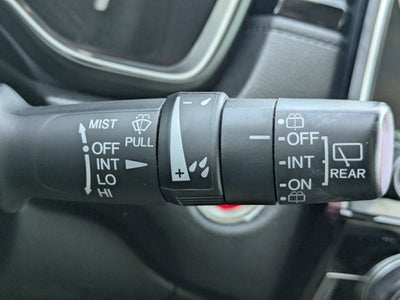 MIST
PULL
OFF
INT
LO
HI
-
+
OFF
INT
ON
REAR